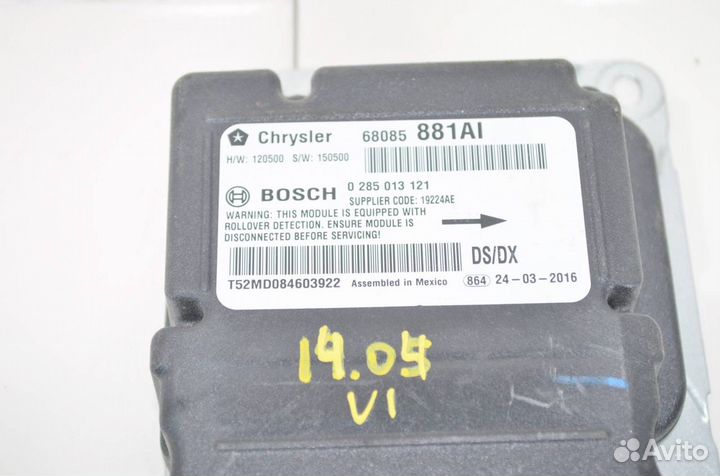 Chrysler 68085 881AI
H/W: 120500 S/W: 150500
BOSCH 0 285 013 121
SUPPLIER CODE: 19224AE
WARNING: THIS MODULE IS EQUIPPED WITH
ROLLOVER DETECTION. ENSURE MODULE IS
DISCONNECTED BEFORE SERVICING!
DS/DX
T52MD084603922 Assembled in Mexico 864 24-03-2016
19.05
VI
Avito